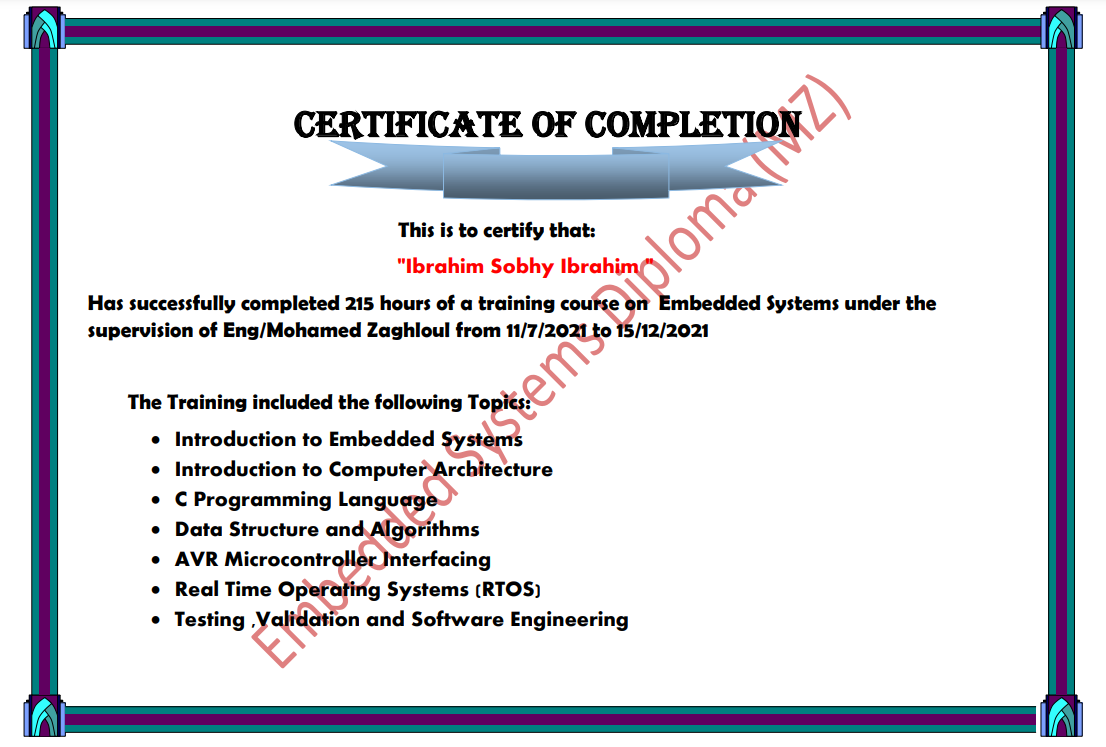 CERTIFICATE OF COMPLETION
This is to certify that:
"Ibrahim Sobhy Ibrahim "
Has successfully completed 215 hours of a training course on Embedded Systems under the
supervision of Eng/Mohamed Zaghloul from 11/7/2021 to 15/12/2021
The Training included the following Topics:
• Introduction to Embedded Systems
• Introduction to Computer Architecture
• C Programming Language
• Data Structure and Algorithms
• AVR Microcontroller Interfacing
• Real Time Operating Systems (RTOS)
• Testing ,Validation and Software Engineering
Embedded Systems Diploma (MZ)